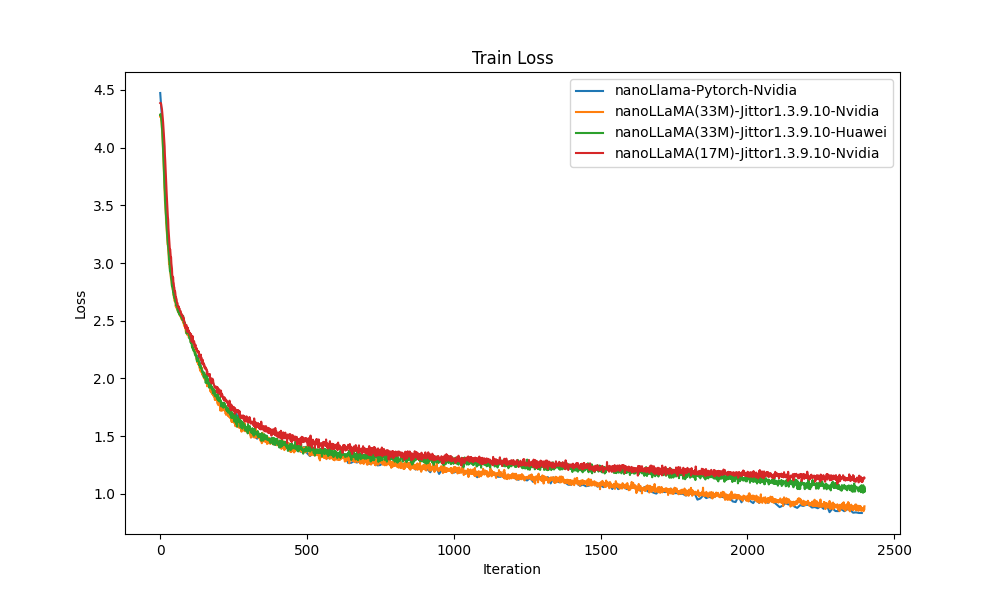 Train Loss
nanoLlama-Pytorch-Nvidia
nanoLLaMA(33M)-Jittor1.3.9.10-Nvidia
nanoLLaMA(33M)-Jittor1.3.9.10-Huawei
nanoLLaMA(17M)-Jittor1.3.9.10-Nvidia
Loss
4.5
4.0
3.5
3.0
2.5
2.0
1.5
1.0
0 500 1000 1500 2000 2500
Iteration